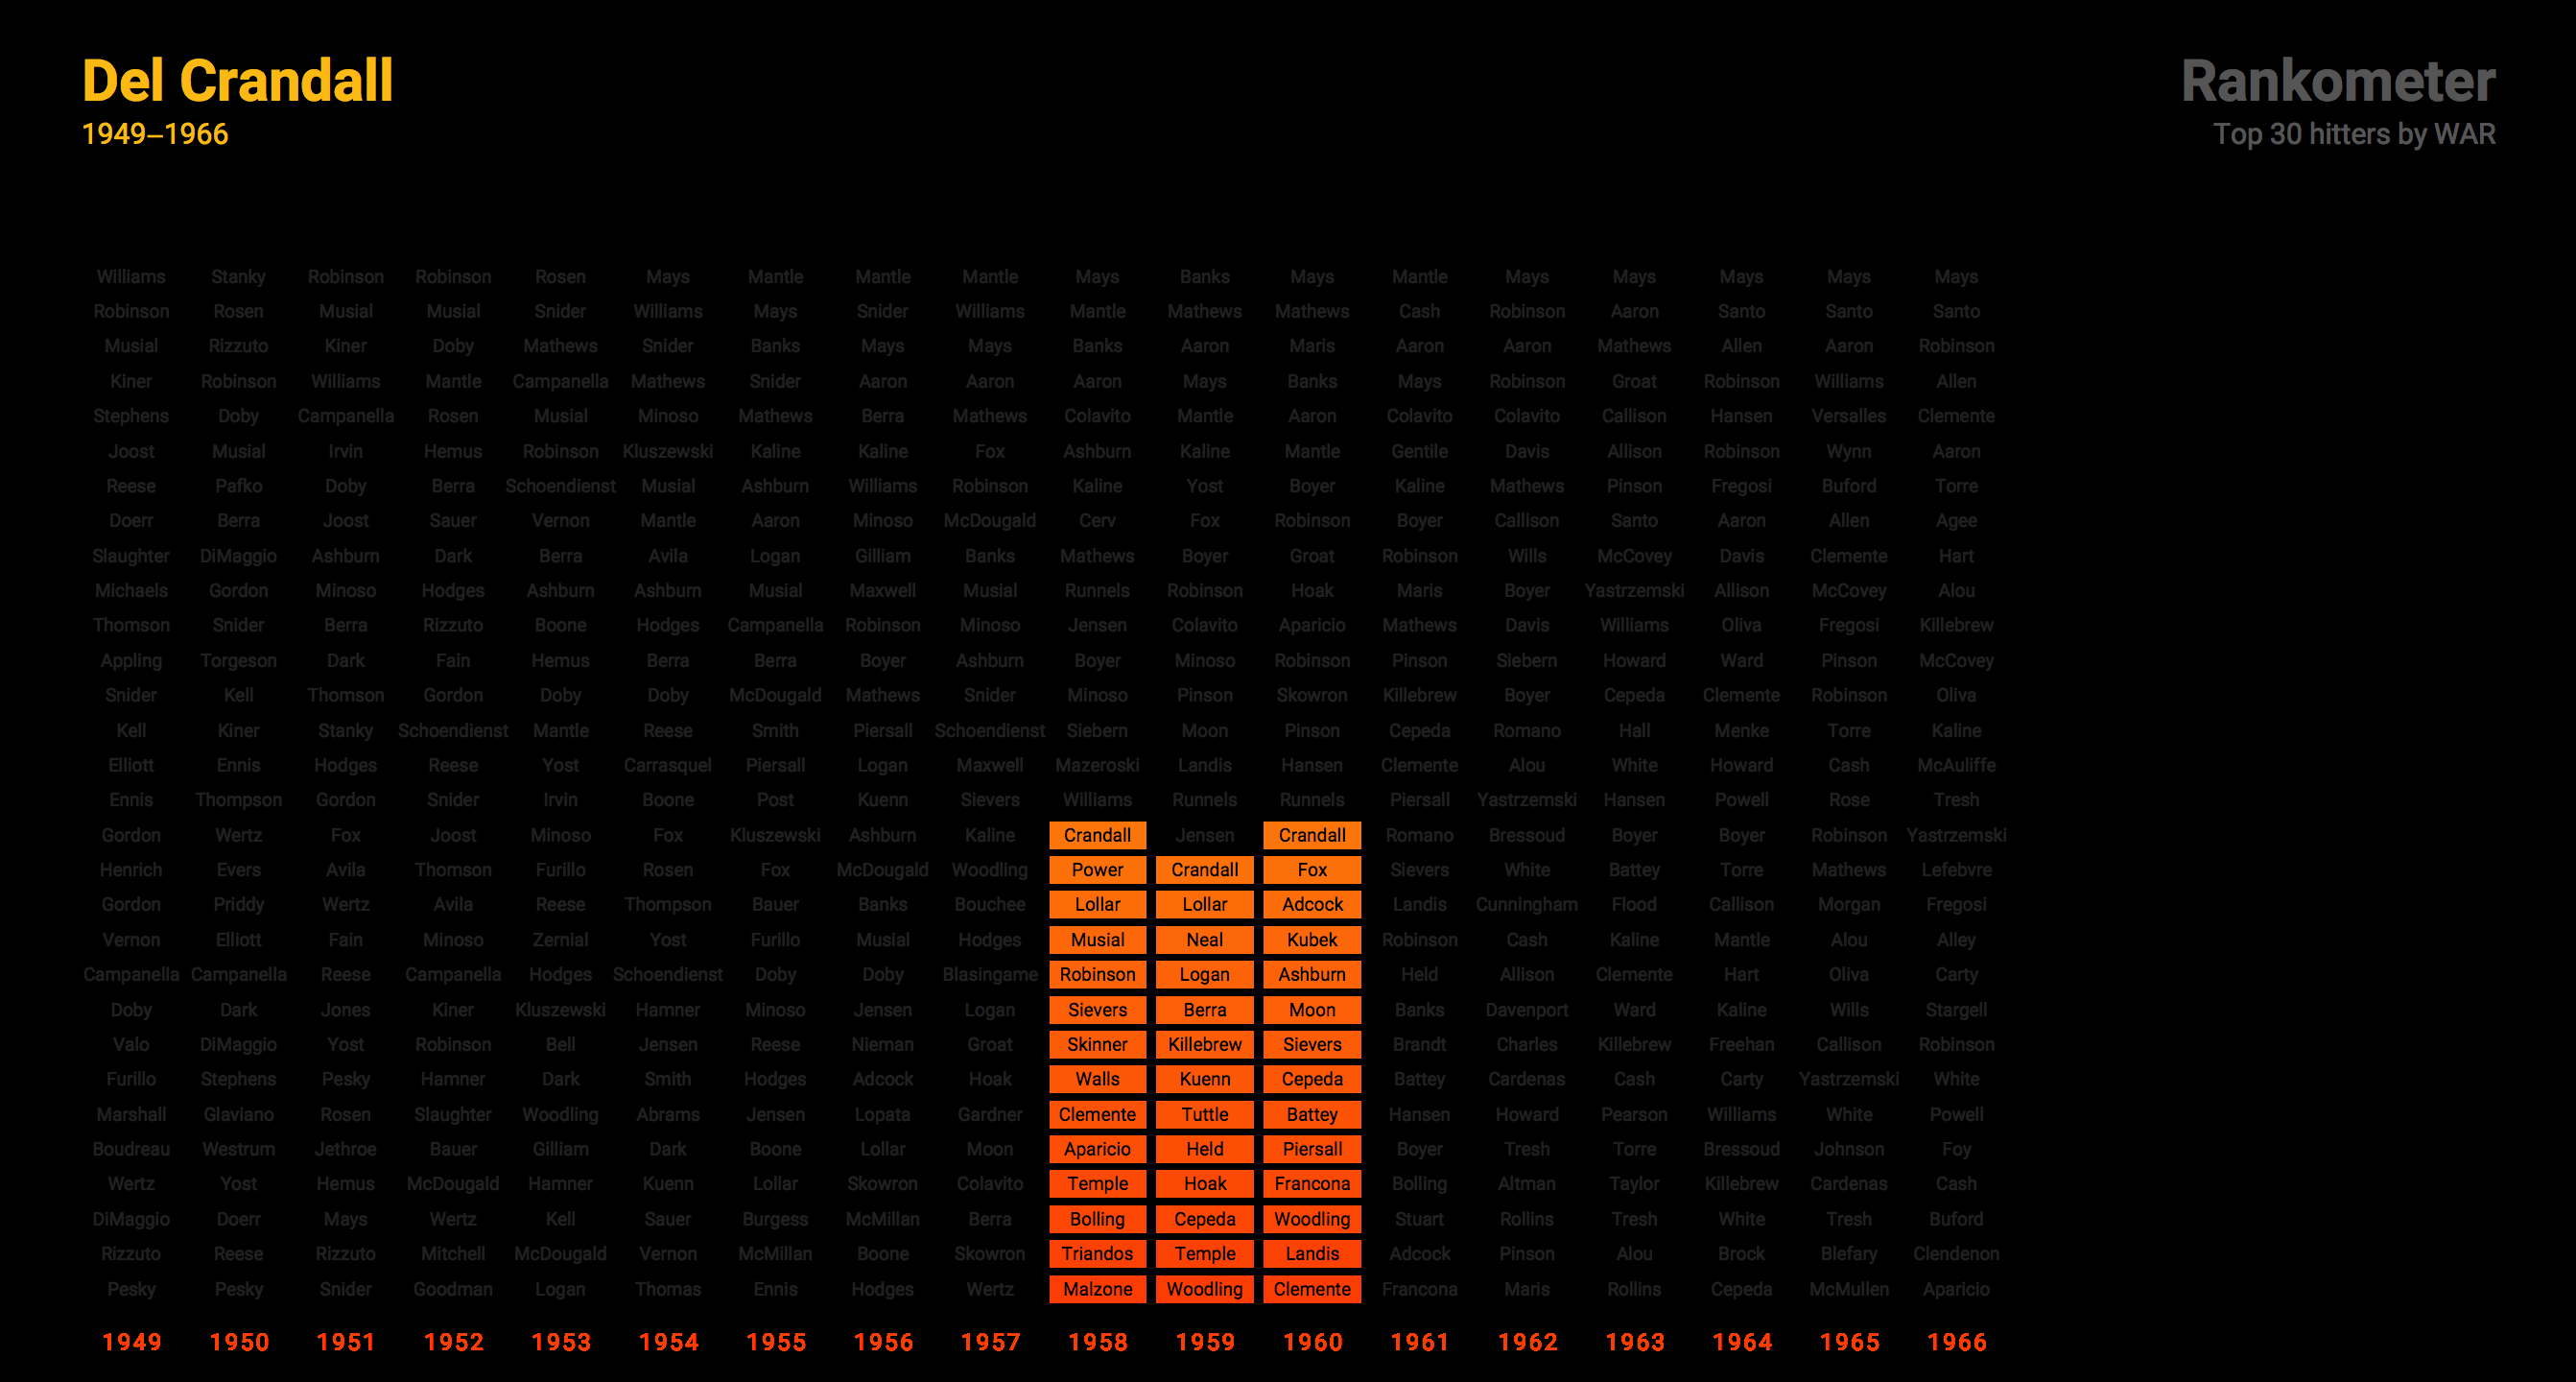 Del Crandall
1949–1966
Rankometer
Top 30 hitters by WAR
Williams Stanky Robinson Robinson Rosen Mays Mantle Mantle Mantle Mays Banks Mays Mantle Mays Mays Mays Mays Mays
Robinson Rosen Musial Musial Snider Williams Mays Snider Williams Mantle Mathews Mathews Cash Robinson Aaron Santo Santo Santo
Musial Rizzuto Kiner Doby Mathews Snider Banks Mays Mays Banks Aaron Maris Aaron Aaron Mathews Allen Aaron Robinson
Kiner Robinson Williams Mantle Campanella Mathews Snider Aaron Aaron Aaron Mays Banks Mays Robinson Groat Robinson Williams Allen
Stephens Doby Campanella Rosen Musial Minoso Mathews Berra Mathews Colavito Mantle Aaron Colavito Colavito Callison Hansen Versalles Clemente
Joost Musial Irvin Hemus Robinson Kluszewski Kaline Kaline Fox Ashburn Kaline Mantle Gentile Davis Allison Robinson Wynn Aaron
Reese Pafko Doby Berra Schoendienst Musial Ashburn Williams Robinson Kaline Yost Boyer Kaline Mathews Pinson Fregosi Buford Torre
Doerr Berra Joost Sauer Vernon Mantle Aaron Minoso McDougald Cerv Fox Robinson Boyer Callison Santo Aaron Allen Agee
Slaughter DiMaggio Ashburn Dark Berra Avila Logan Gilliam Banks Mathews Boyer Groat Robinson Wills McCovey Davis Clemente Hart
Michaels Gordon Minoso Hodges Ashburn Ashburn Musial Maxwell Musial Runnels Robinson Hoak Maris Boyer Yastrzemski Allison McCovey Alou
Thomson Snider Berra Rizzuto Boone Hodges Campanella Robinson Minoso Jensen Colavito Aparicio Mathews Davis Williams Oliva Fregosi Killebrew
Appling Torgeson Dark Fain Hemus Berra Berra Boyer Ashburn Boyer Minoso Robinson Pinson Siebern Howard Ward Pinson McCovey
Snider Kell Thomson Gordon Doby Doby McDougald Mathews Snider Minoso Pinson Skowron Killebrew Boyer Cepeda Clemente Robinson Oliva
Kell Kiner Stanky Schoendienst Mantle Reese Smith Piersall Schoendienst Siebern Moon Pinson Cepeda Romano Hall Menke Torre Kaline
Elliott Ennis Hodges Reese Yost Carrasquel Piersall Logan Maxwell Mazeroski Landis Hansen Clemente Alou White Howard Cash McAuliffe
Ennis Thompson Gordon Snider Irvin Boone Post Kuenn Sievers Williams Runnels Runnels Piersall Yastrzemski Hansen Powell Rose Tresh
Gordon Wertz Fox Joost Minoso Fox Kluszewski Ashburn Kaline Crandall Jensen Crandall Romano Bressoud Boyer Boyer Robinson Yastrzemski
Henrich Evers Avila Thomson Furillo Rosen Fox McDougald Woodling Power Crandall Fox Sievers White Battey Torre Mathews Lefebvre
Gordon Priddy Wertz Avila Reese Thompson Bauer Banks Bouchee Lollar Lollar Adcock Landis Cunningham Flood Callison Morgan Fregosi
Vernon Elliott Fain Minoso Zernial Yost Furillo Musial Hodges Musial Neal Kubek Robinson Cash Kaline Mantle Alou Alley
Campanella Campanella Reese Campanella Hodges Schoendienst Doby Doby Blasingame Robinson Logan Ashburn Held Allison Clemente Hart Oliva Carty
Doby Dark Jones Kiner Kluszewski Hamner Minoso Jensen Logan Sievers Berra Moon Banks Davenport Ward Kaline Wills Stargell
Valo DiMaggio Yost Robinson Bell Jensen Reese Nieman Groat Skinner Killebrew Sievers Brandt Charles Killebrew Freehan Callison Robinson
Furillo Stephens Pesky Hamner Dark Smith Hodges Adcock Hoak Walls Kuenn Cepeda Battey Cardenas Cash Carty Yastrzemski White
Marshall Glaviano Rosen Slaughter Woodling Abrams Jensen Lopata Gardner Clemente Tuttle Battey Hansen Howard Pearson Williams White Powell
Boudreau Westrum Jethroe Bauer Gilliam Dark Boone Lollar Moon Aparicio Held Piersall Boyer Tresh Torre Bressoud Johnson Foy
Wertz Yost Hemus McDougald Hamner Kuenn Lollar Skowron Colavito Temple Hoak Francona Bolling Altman Taylor Killebrew Cardenas Cash
DiMaggio Doerr Mays Wertz Kell Sauer Burgess McMillan Berra Bolling Cepeda Woodling Stuart Rollins Tresh White Tresh Buford
Rizzuto Reese Rizzuto Mitchell McDougald Vernon McMillan Boone Skowron Triandos Temple Landis Adcock Pinson Alou Brock Blefary Clendenon
Pesky Pesky Snider Goodman Logan Thomas Ennis Hodges Wertz Malzone Woodling Clemente Francona Maris Rollins Cepeda McMullen Aparicio
1949 1950 1951 1952 1953 1954 1955 1956 1957 1958 1959 1960 1961 1962 1963 1964 1965 1966